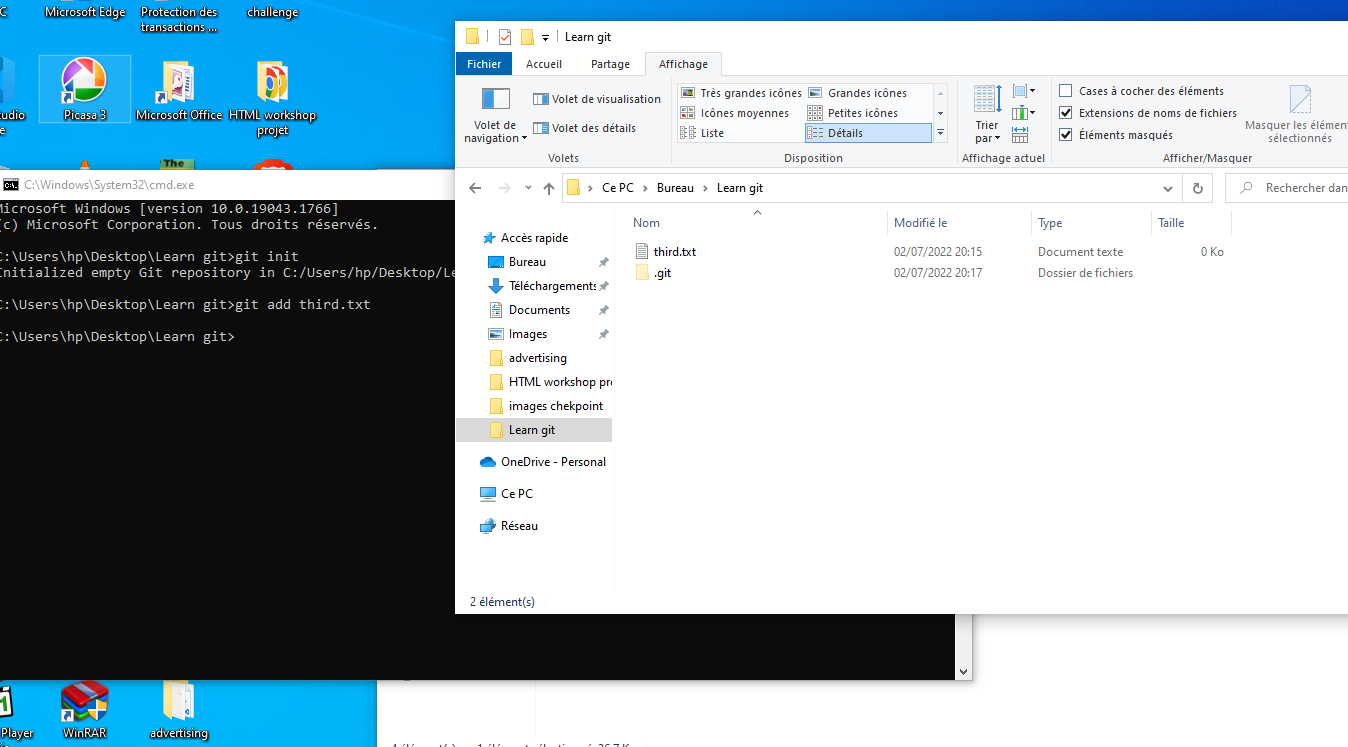 C
Microsoft Edge
Protection des
transactions ...
challenge
tudio
e
Picasa 3
Microsoft Office
HTML workshop
projet
The
C:\Windows\System32\cmd.exe
Microsoft Windows [version 10.0.19043.1766]
(c) Microsoft Corporation. Tous droits réservés.
C:\Users\hp\Desktop\Learn git>git init
Initialized empty Git repository in C:/Users/hp/Desktop/Le
C:\Users\hp\Desktop\Learn git>git add third.txt
C:\Users\hp\Desktop\Learn git>
Learn git
Fichier
Accueil
Partage
Affichage
Volet de
navigation
Volet de visualisation
Volet des détails
Volets
Très grandes icônes
Grandes icônes
Icônes moyennes
Petites icônes
Liste
Détails
Disposition
Trier
par
Affichage actuel
Cases à cocher des éléments
Extensions de noms de fichiers
Éléments masqués
Masquer les élémen
sélectionnés
Afficher/Masquer
Ce PC > Bureau > Learn git
Rechercher dan
Nom
Modifié le
Type
Taille
third.txt
02/07/2022 20:15
Document texte
0 Ko
.git
02/07/2022 20:17
Dossier de fichiers
Accès rapide
Bureau
Téléchargements
Documents
Images
advertising
HTML workshop pro
images chekpoint
Learn git
OneDrive - Personal
Ce PC
Réseau
2 élément(s)
Player
WinRAR
advertising